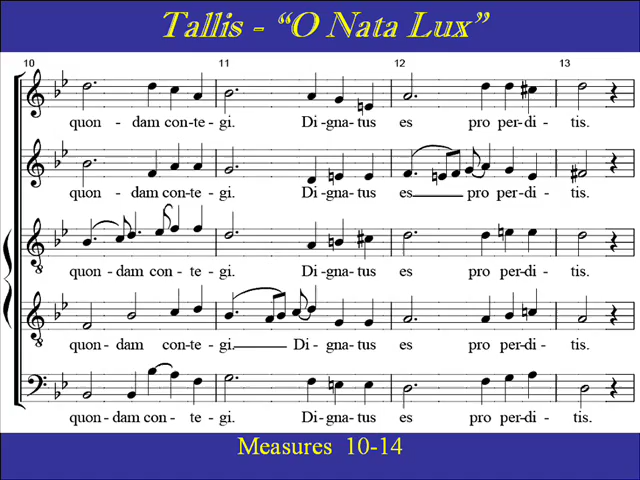 Tallis - “O Nata Lux”
10 11 12 13
quon - dam con-te - gi. Di-gna-tus es pro per-di - tis.
quon - dam con-te - gi. Di-gna-tus es____ pro per-di - tis.
quon-dam con - te - gi. Di-gna-tus es pro per-di - tis.
quon - dam con-te - gi.____ Di-gna-tus es pro per-di - tis.
quon-dam con - te - gi. Di-gna-tus es pro per-di - tis.
Measures 10-14